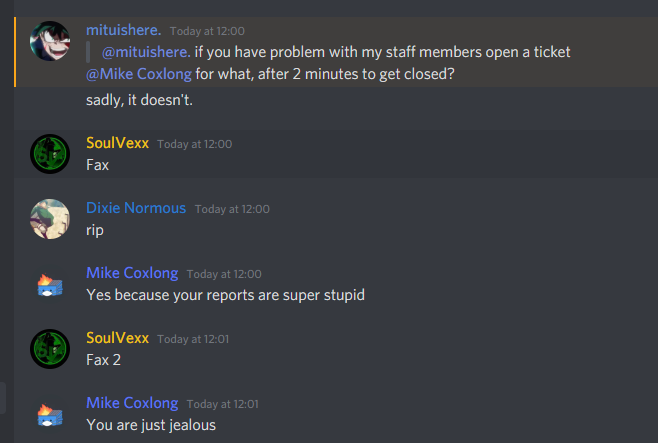 mituishere. Today at 12:00
@mituishere. if you have problem with my staff members open a ticket
@Mike Coxlong for what, after 2 minutes to get closed?
sadly, it doesn't.
SoulVexx Today at 12:00
Fax
Dixie Normous Today at 12:00
rip
Mike Coxlong Today at 12:00
Yes because your reports are super stupid
SoulVexx Today at 12:01
Fax 2
Mike Coxlong Today at 12:01
You are just jealous